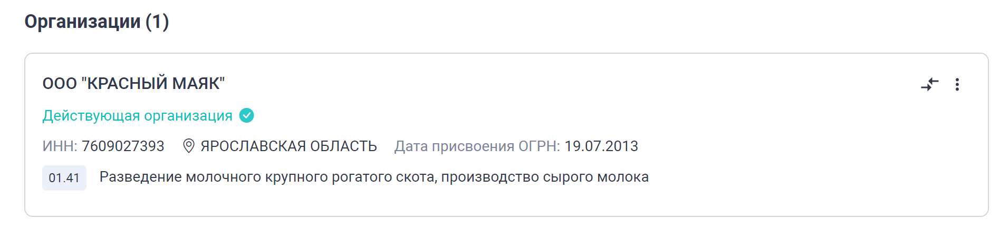 Организации (1)
ООО "КРАСНЫЙ МАЯК"
Действующая организация
ИНН: 7609027393 ЯРОСЛАВСКАЯ ОБЛАСТЬ Дата присвоения ОГРН: 19.07.2013
01.41 Разведение молочного крупного рогатого скота, производство сырого молока